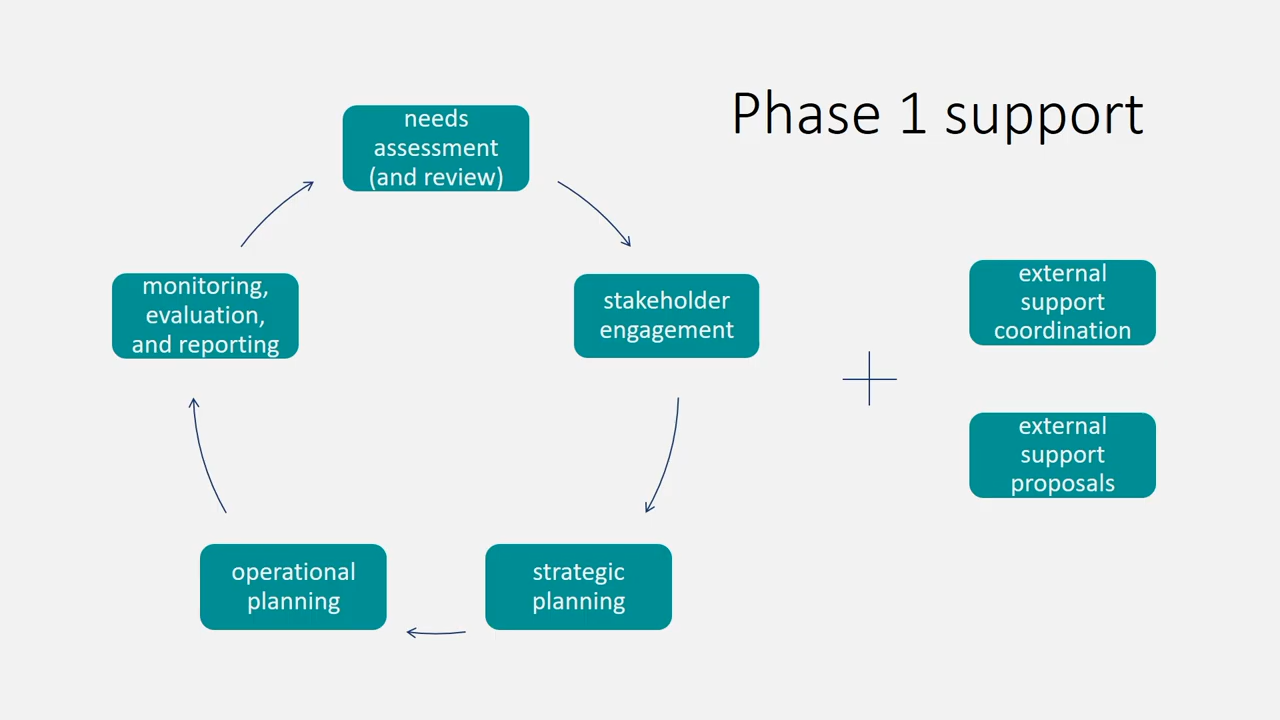 Phase 1 support
needs
assessment
(and review)
stakeholder
engagement
strategic
planning
operational
planning
monitoring,
evaluation,
and reporting
external
support
coordination
external
support
proposals